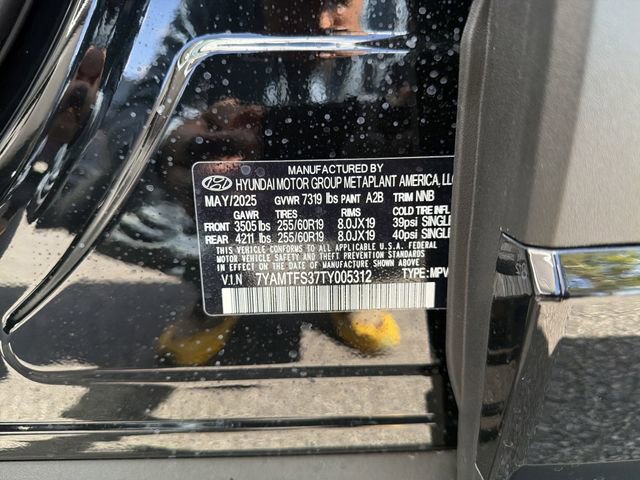 MANUFACTURED BY
HYUNDAI MOTOR GROUP METAPLANT AMERICA, LLC
MAY/2025 GVWR 7319 lbs PAINT A2B TRIM NNB
GAWR TIRES RIMS COLD TIRE INFL
FRONT 3505 lbs 255/60R19 8.0JX19 39psi SINGL
REAR 4211 lbs 255/60R19 8.0JX19 40psi SINGL
THIS VEHICLE CONFORMS TO ALL APPLICABLE U.S.A. FEDERAL
MOTOR VEHICLE SAFETY AND THEFT PREVENTION STANDARDS
IN EFFECT ON THE DATE OF MANUFACTURE SHOWN ABOVE.
V.I.N 7YAMTFS37TY005312 TYPE: MPV